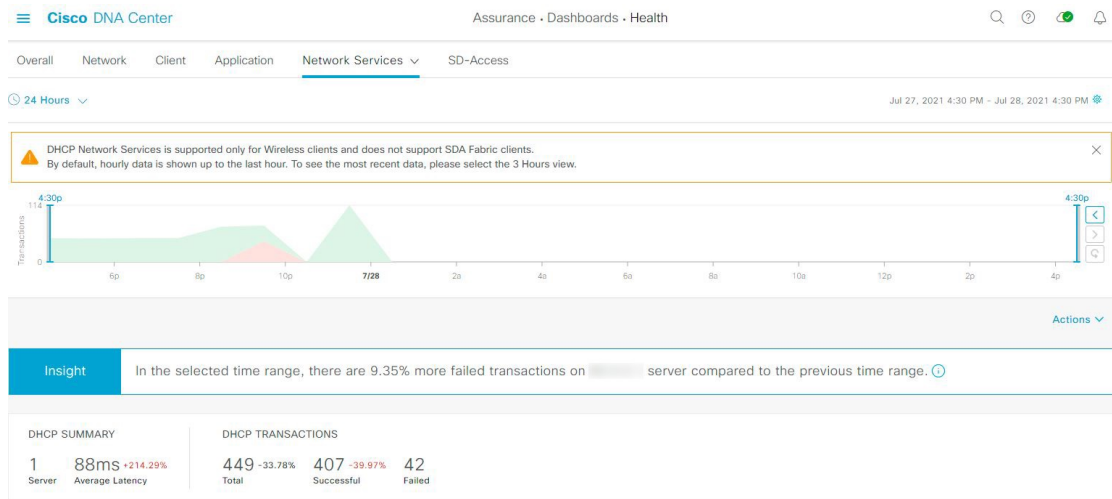 Cisco DNA Center
Assurance · Dashboards · Health
Overall Network Client Application Network Services SD-Access
24 Hours
Jul 27, 2021 4:30 PM - Jul 28, 2021 4:30 PM
DHCP Network Services is supported only for Wireless clients and does not support SDA Fabric clients.
By default, hourly data is shown up to the last hour. To see the most recent data, please select the 3 Hours view.
4:30p 4:30p
114
Transactions
0
6p 8p 10p 7/28 2a 4a 6a 8a 10a 12p 2p 4p
Actions
Insight
In the selected time range, there are 9.35% more failed transactions on server compared to the previous time range.
DHCP SUMMARY DHCP TRANSACTIONS
1 88ms +214.29% 449 -33.78% 407 -39.97% 42
Server Average Latency Total Successful Failed